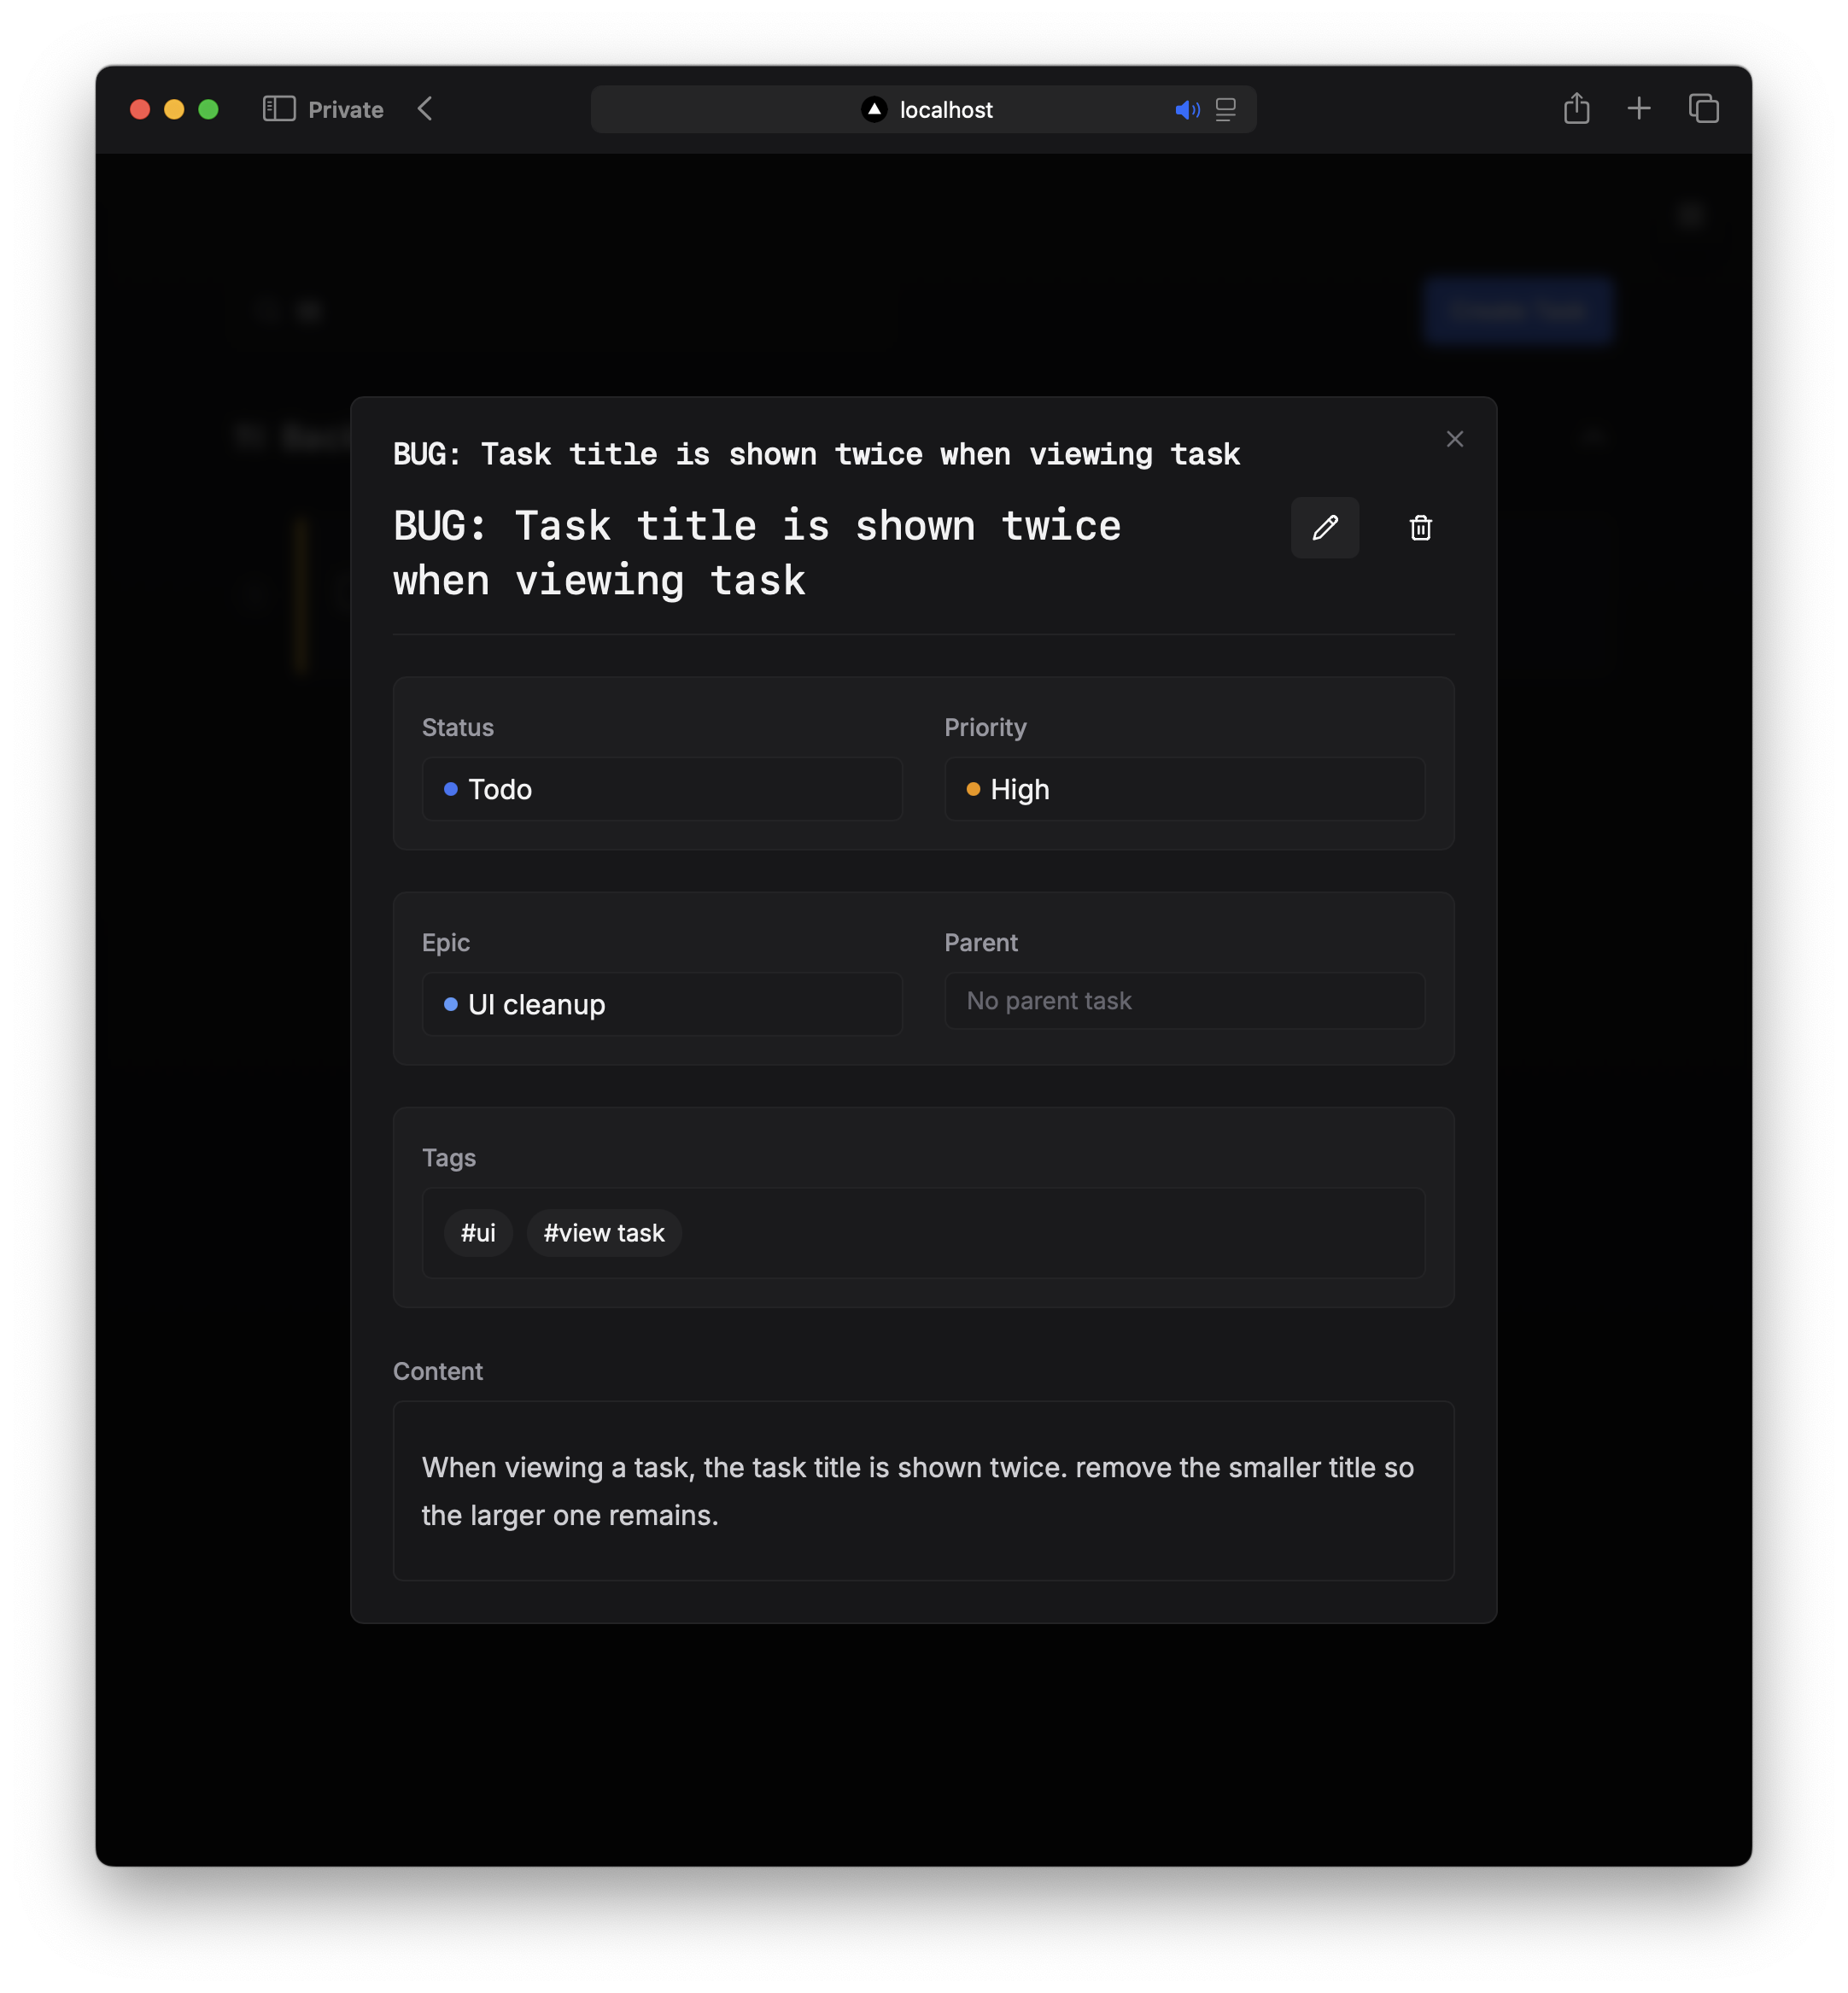 Private
localhost
BUG: Task title is shown twice when viewing task
BUG: Task title is shown twice
when viewing task
Status
Priority
Todo
High
Epic
Parent
UI cleanup
No parent task
Tags
#ui #view task
Content
When viewing a task, the task title is shown twice. remove the smaller title so
the larger one remains.